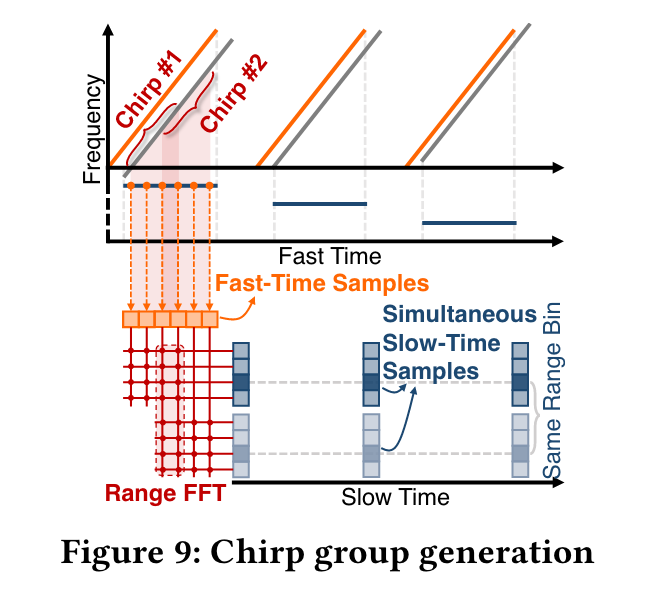 Chirp #1
Chirp #2
Frequency
Fast Time
Fast-Time Samples
Simultaneous
Slow-Time
Samples
Same Range Bin
Range FFT
Slow Time
Figure 9: Chirp group generation